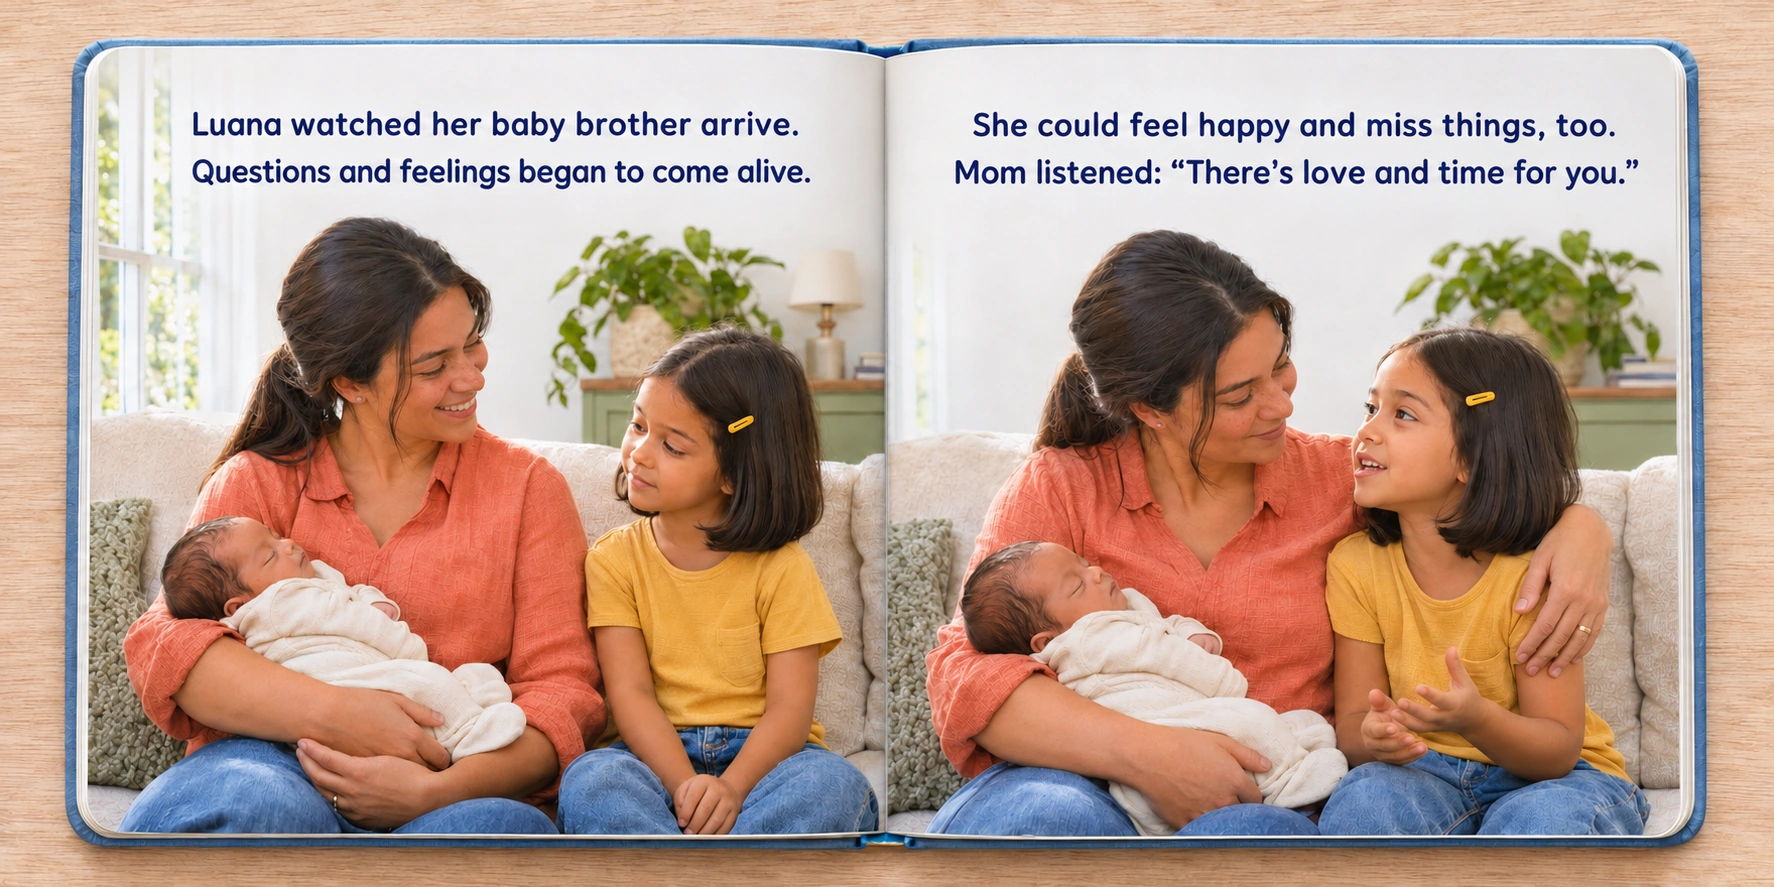 Luana watched her baby brother arrive.
Questions and feelings began to come alive.
She could feel happy and miss things, too.
Mom listened: “There’s love and time for you.”